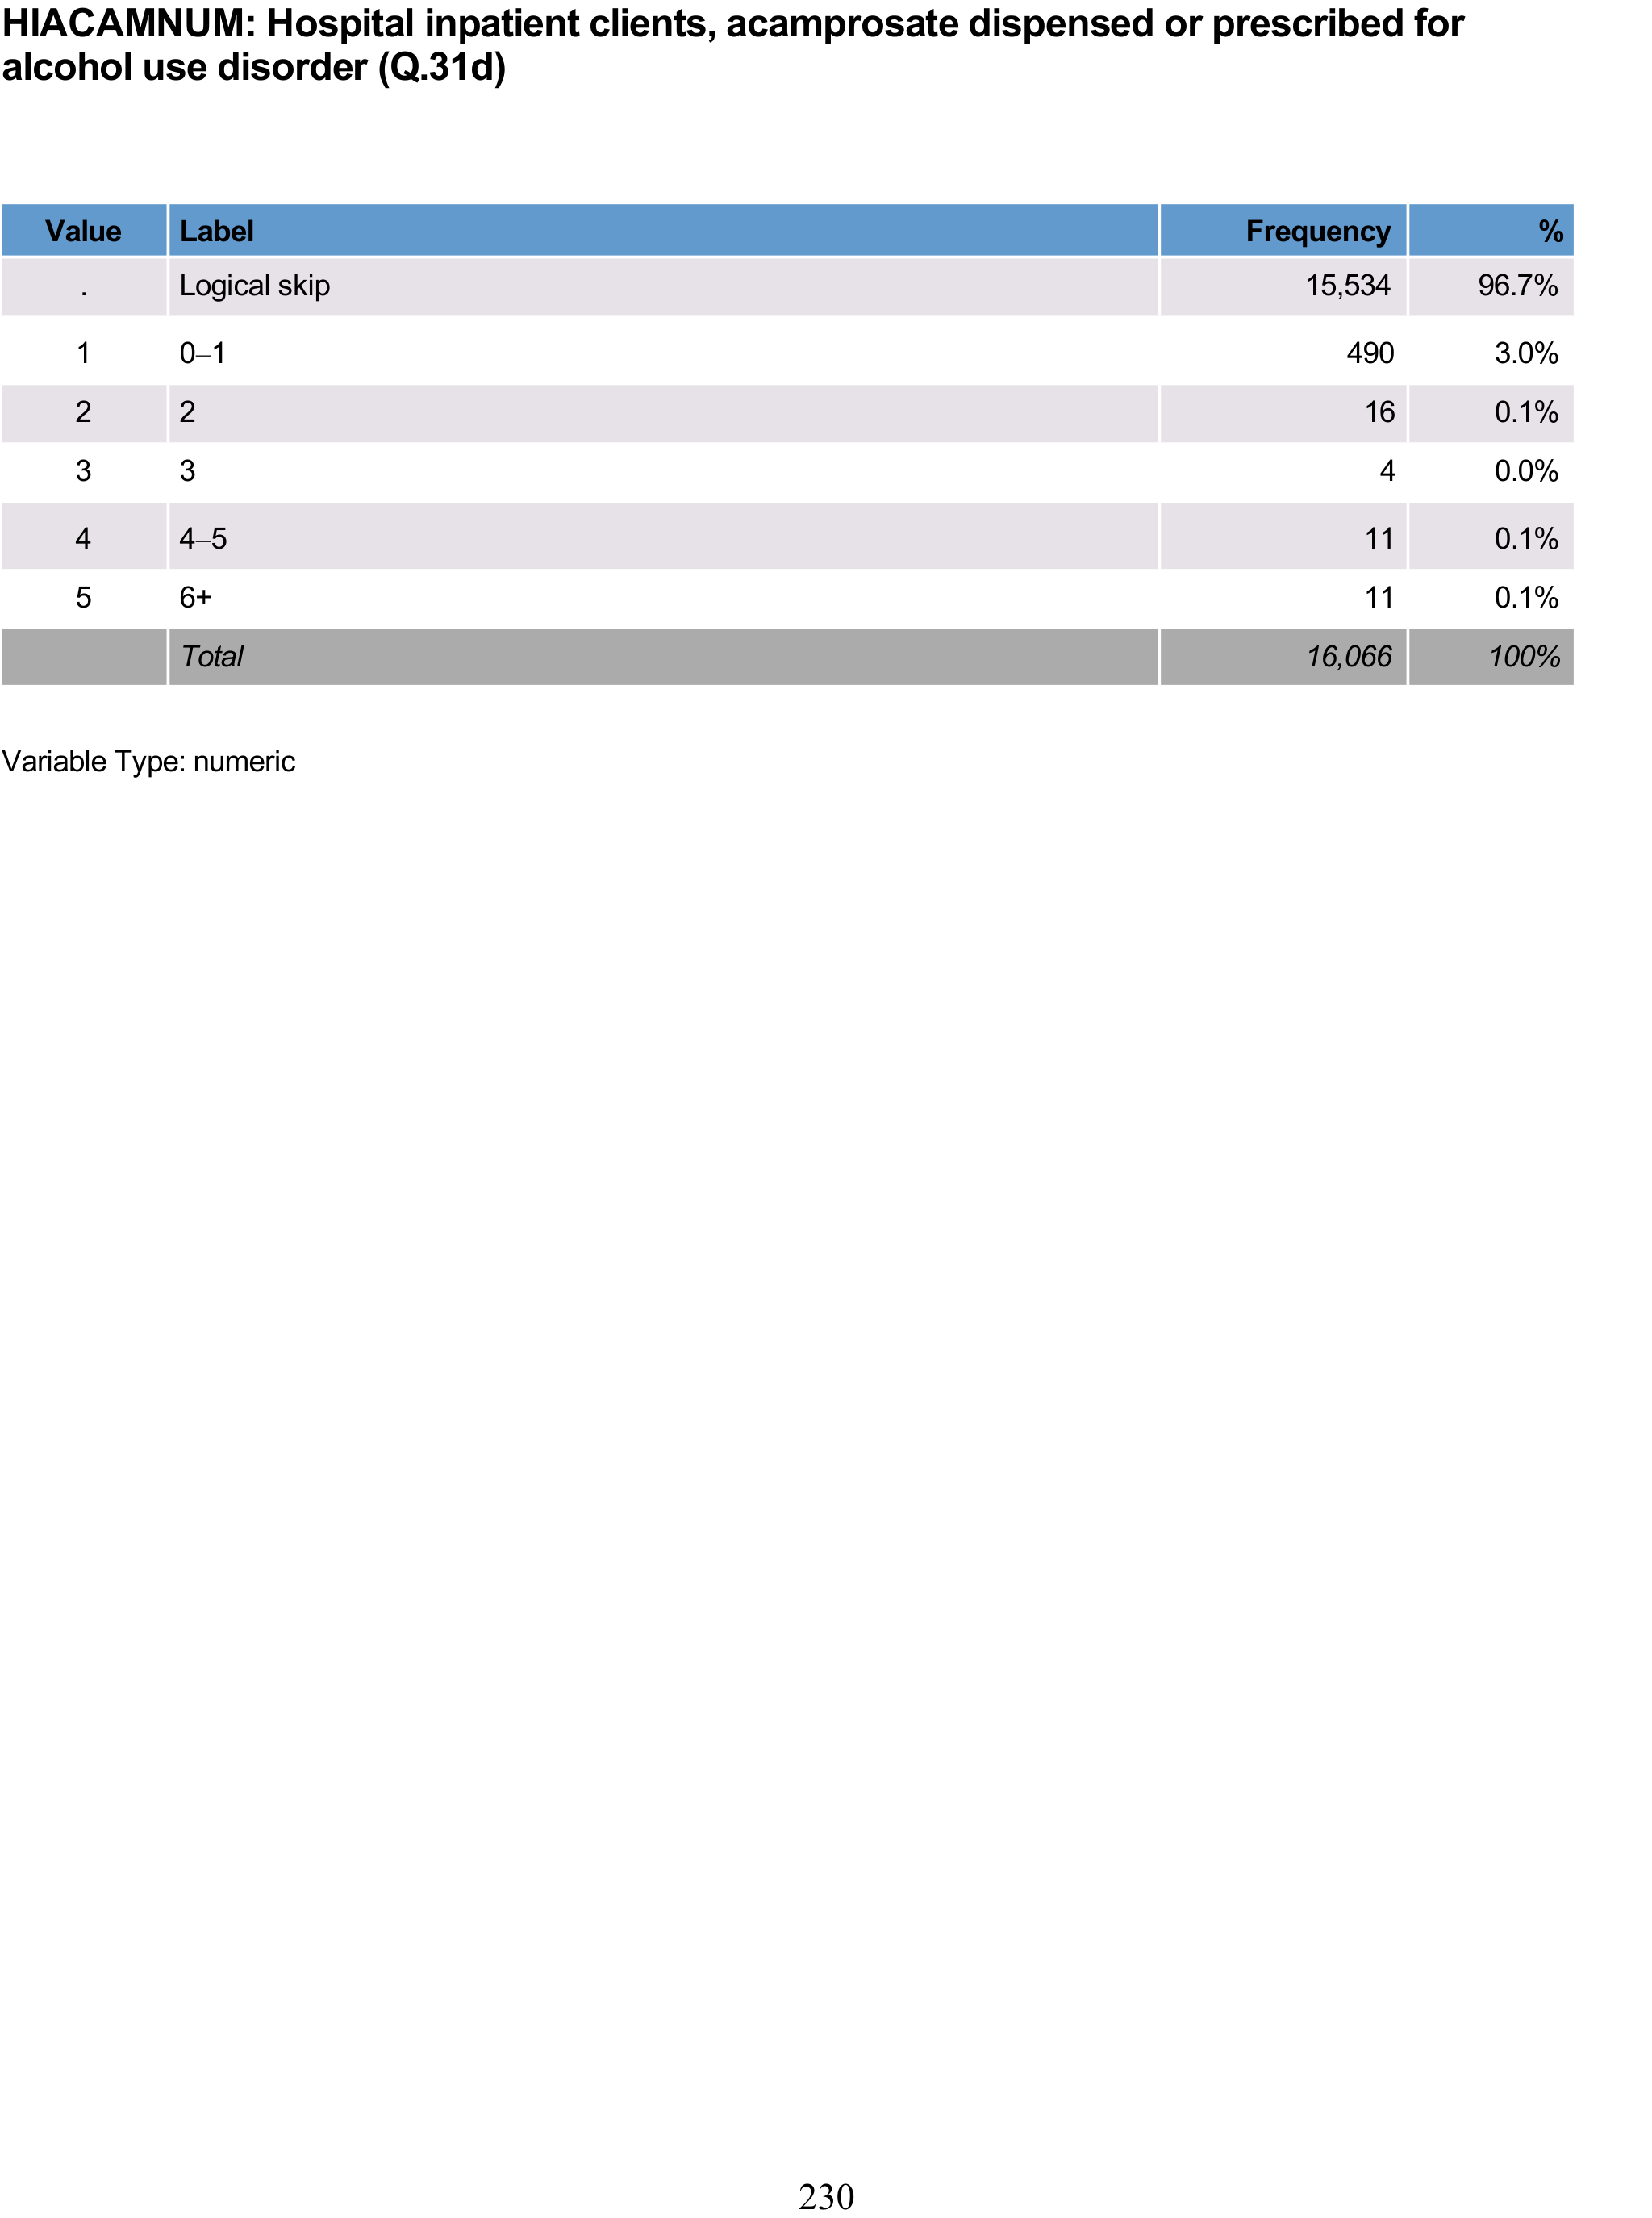 HIACAMNUM: Hospital inpatient clients, acamprosate dispensed or prescribed for
alcohol use disorder (Q.31d)
Value Label Frequency %
. Logical skip 15,534 96.7%
1 0–1 490 3.0%
2 2 16 0.1%
3 3 4 0.0%
4 4–5 11 0.1%
5 6+ 11 0.1%
Total 16,066 100%
Variable Type: numeric
230